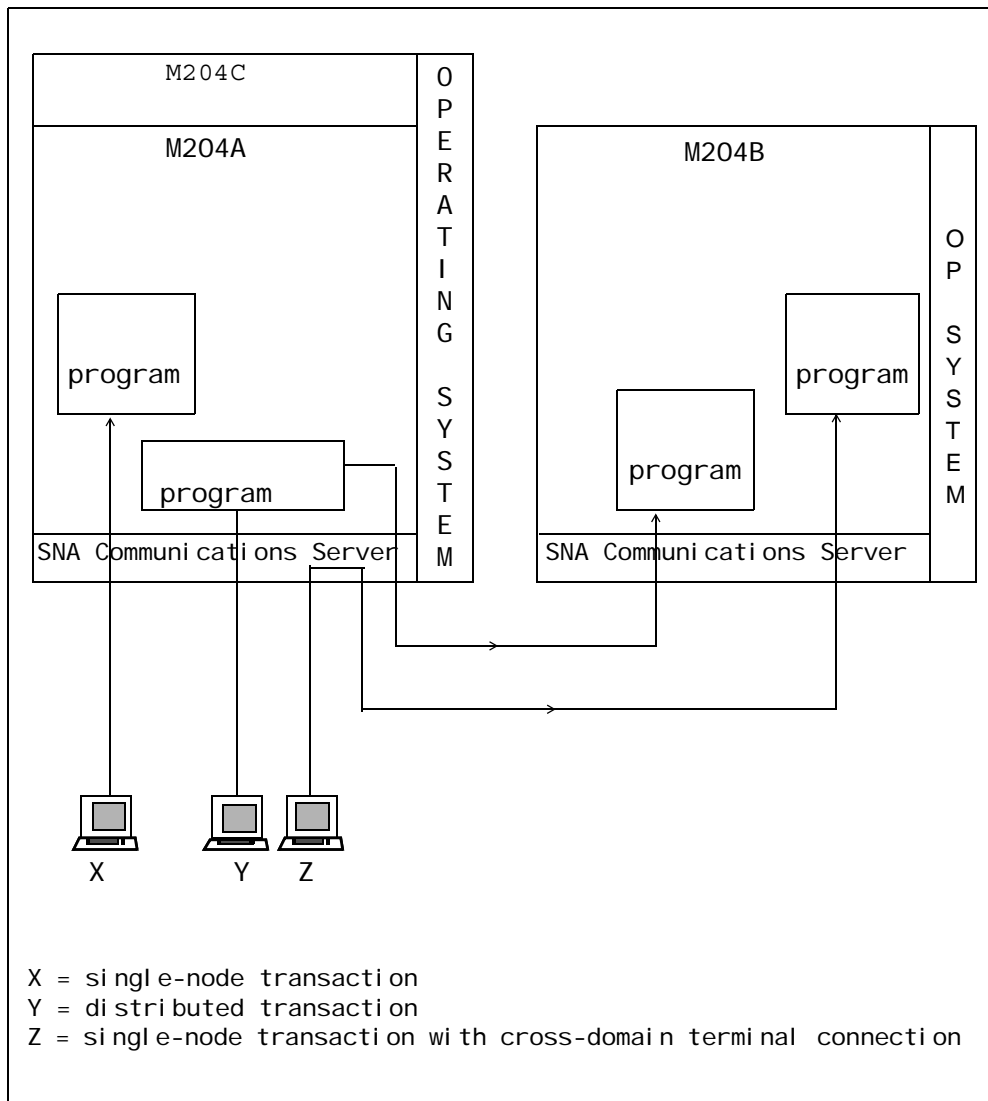 M204C
M204A
program
program
SNA Communications Server
OPERATING SYSTEM
M204B
program
program
SNA Communications Server
OP SYSTEM
X
Y
Z
X = single-node transaction
Y = distributed transaction
Z = single-node transaction with cross-domain terminal connection